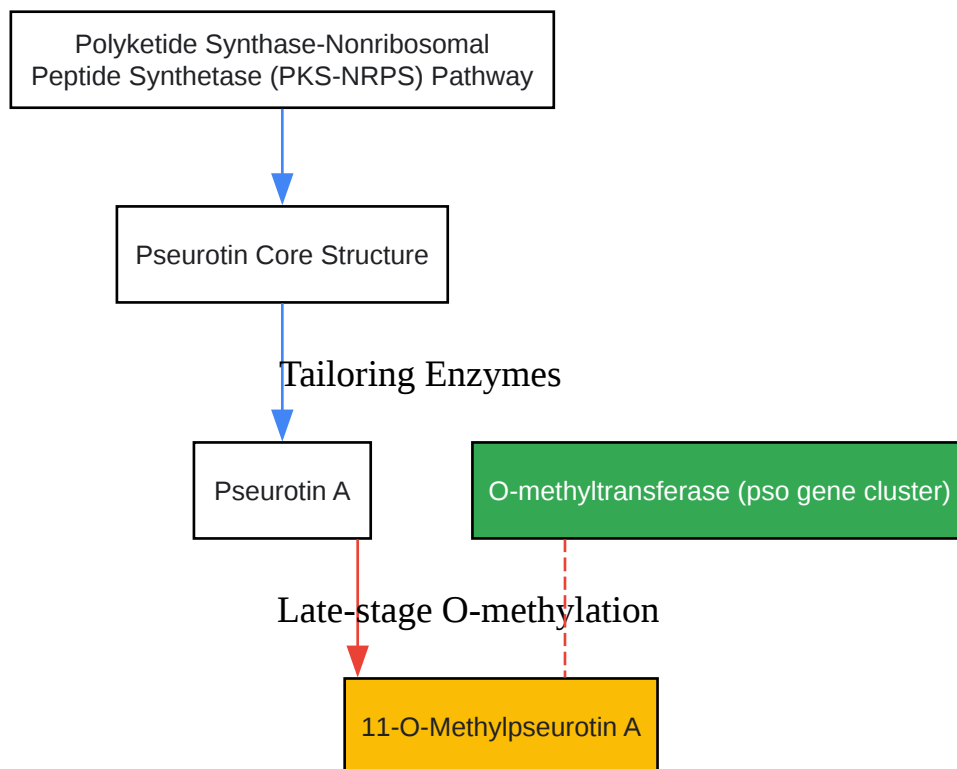 Polyketide Synthase-Nonribosomal
Peptide Synthetase (PKS-NRPS) Pathway
Pseurotin Core Structure
Tailoring Enzymes
Pseurotin A
O-methyltransferase (pso gene cluster)
Late-stage O-methylation
11-O-Methylpseurotin A